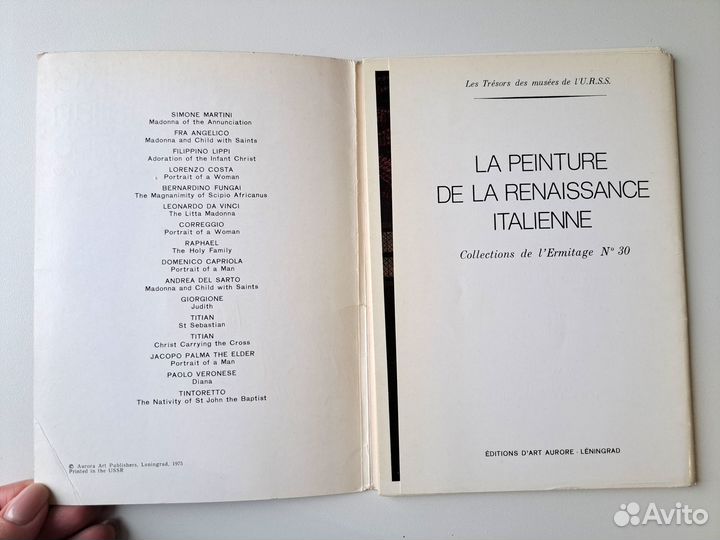 SIMONE MARTINI
Madonna of the Annunciation
FRA ANGELICO
Madonna and Child with Saints
FILIPPINO LIPPI
Adoration of the Infant Christ
LORENZO COSTA
Portrait of a Woman
BERNARDINO FUNGAI
The Magnanimity of Scipio Africanus
LEONARDO DA VINCI
The Litta Madonna
CORREGGIO
Portrait of a Woman
RAPHAEL
The Holy Family
DOMENICO CAPRIOLA
Portrait of a Man
ANDREA DEL SARTO
Madonna and Child with Saints
GIORGIONE
Judith
TITIAN
St Sebastian
TITIAN
Christ Carrying the Cross
JACOPO PALMA THE ELDER
Portrait of a Man
PAOLO VERONESE
Diana
TINTORETTO
The Nativity of St John the Baptist
© Aurora Art Publishers, Leningrad, 1975
Printed in the USSR
Les Trésors des musées de l'U.R.S.S.
LA PEINTURE
DE LA RENAISSANCE
ITALIENNE
Collections de l'Ermitage Nº 30
ÉDITIONS D'ART AURORE · LÉNINGRAD
Avito